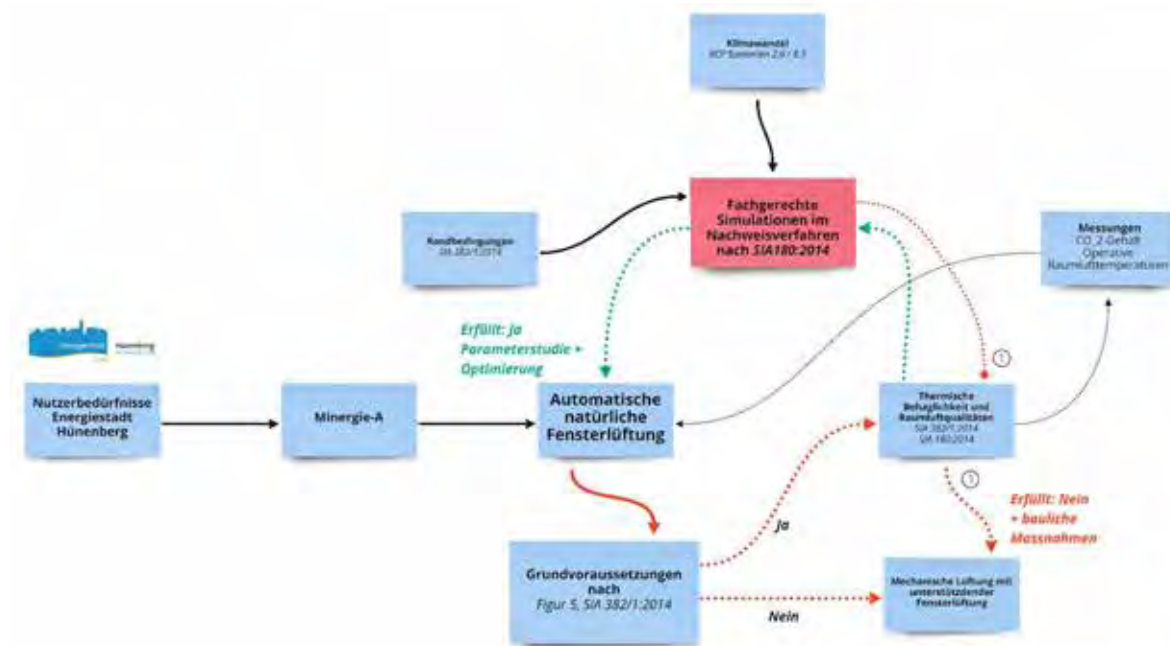 Klimawandel
RCP Szenarien 2.6 / 8.5
Fachgerechte
Simulationen im
Nachweisverfahren
nach SIA180:2014
Randbedingungen
SIA 382/1:2014
Messungen
CO_2 Gehalt
Operative
Raumlufttemperaturen
Erfüllt: Ja
Parameterstudie +
Optimierung
1
Nutzerbedürfnisse
Energiestadt
Hünenberg
Minergie-A
Automatische
natürliche
Fensterlüftung
Thermische
Behaglichkeit und
Raumluftqualitäten
SIA 382/1:2014
SIA 180:2014
1
Erfüllt: Nein
+ bauliche
Massnahmen
Ja
Grundvoraussetzungen
nach
Figur 5, SIA 382/1:2014
Nein
Mechanische Lüftung mit
unterstützender
Fensterlüftung